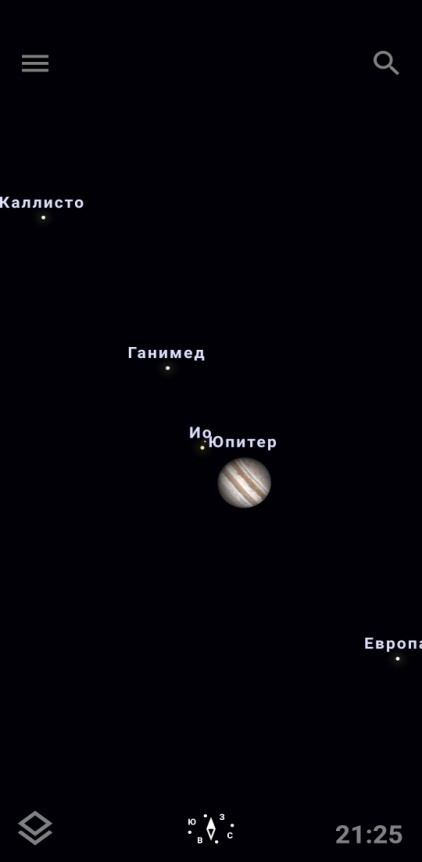 Каллисто
Ганимед
Ио
Юпитер
Европа
Ю З
В С
21:25